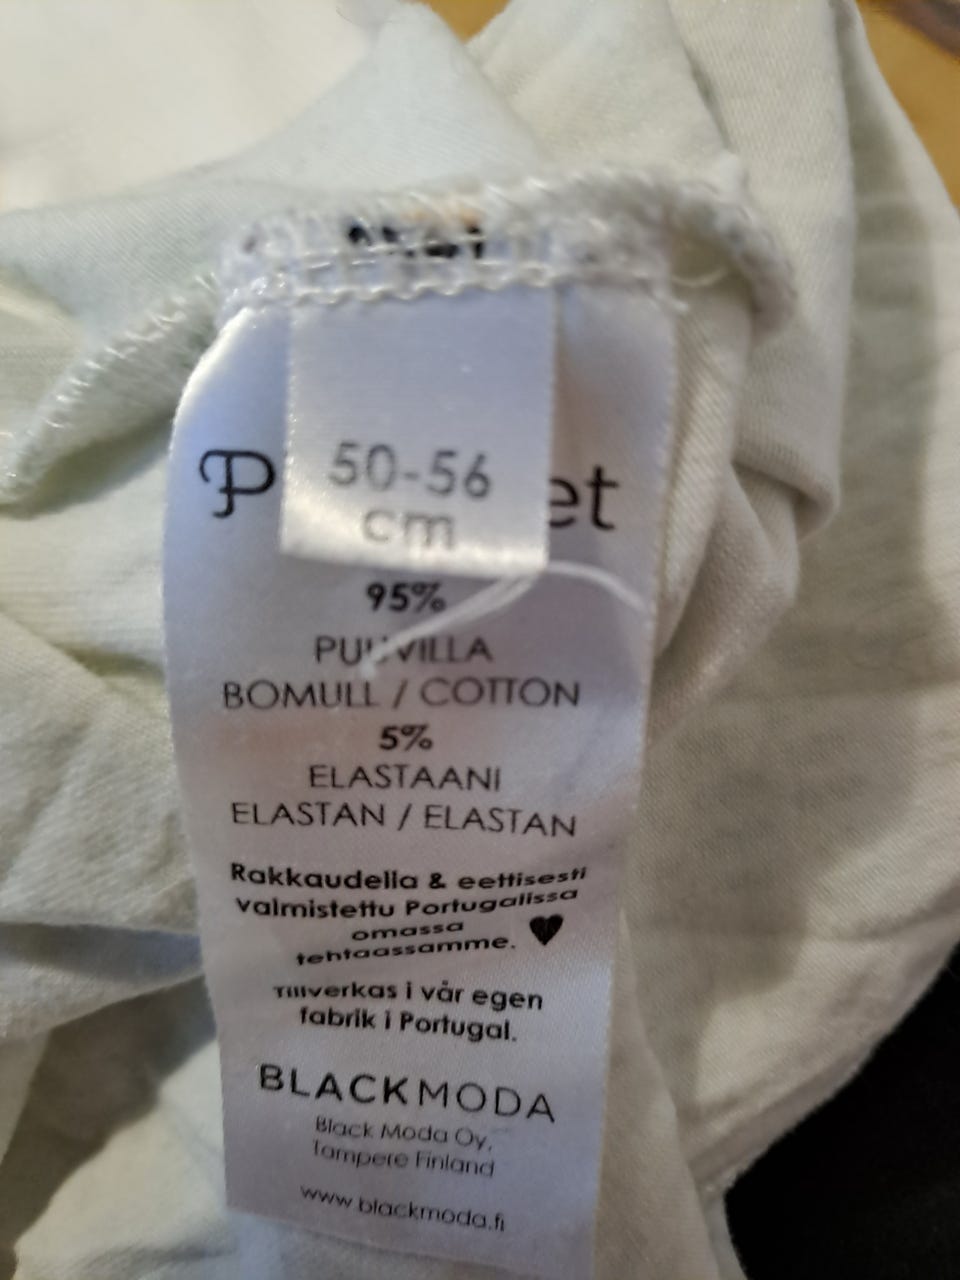 50-56
cm
P et
95%
PUUVILLA
BOMULL / COTTON
5%
ELASTAANI
ELASTAN / ELASTAN
Rakkaudella & eettisesti
valmistettu Portugalissa
omassa
tehtaassamme.
Tillverkas i vår egen
fabrik i Portugal.
BLACKMODA
Black Moda Oy,
Tampere Finland
www.blackmoda.fi